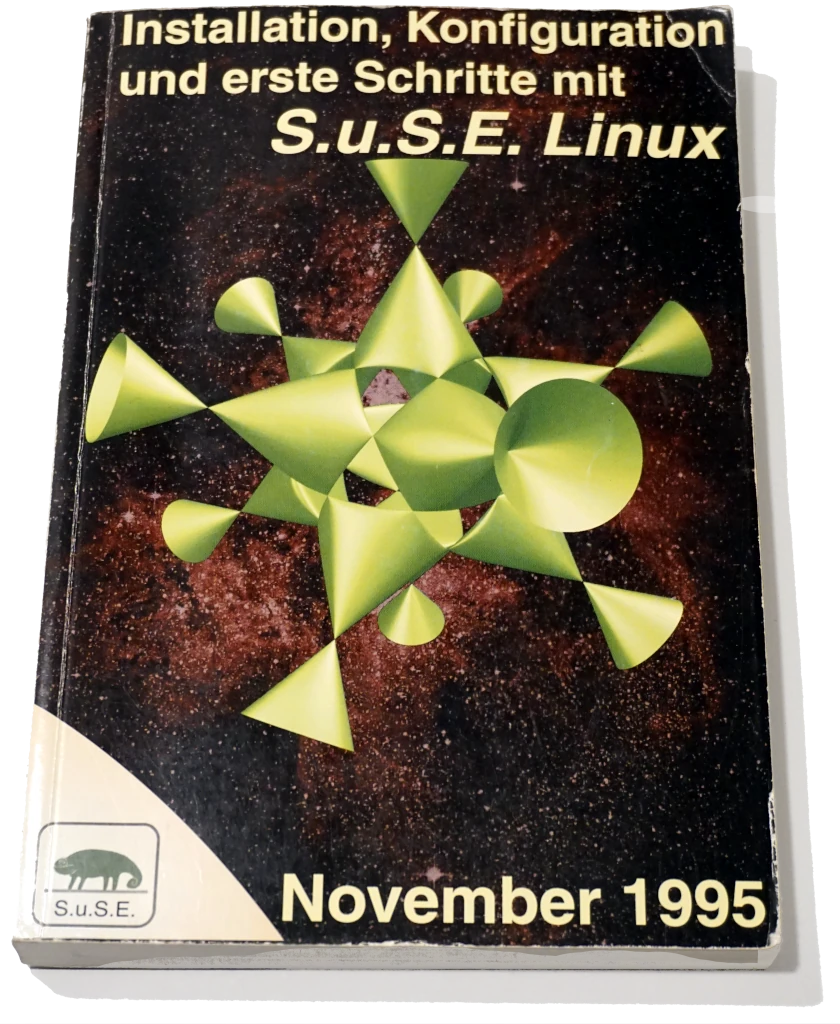 Installation, Konfiguration
und erste Schritte mit
S.u.S.E. Linux
S.u.S.E.
November 1995